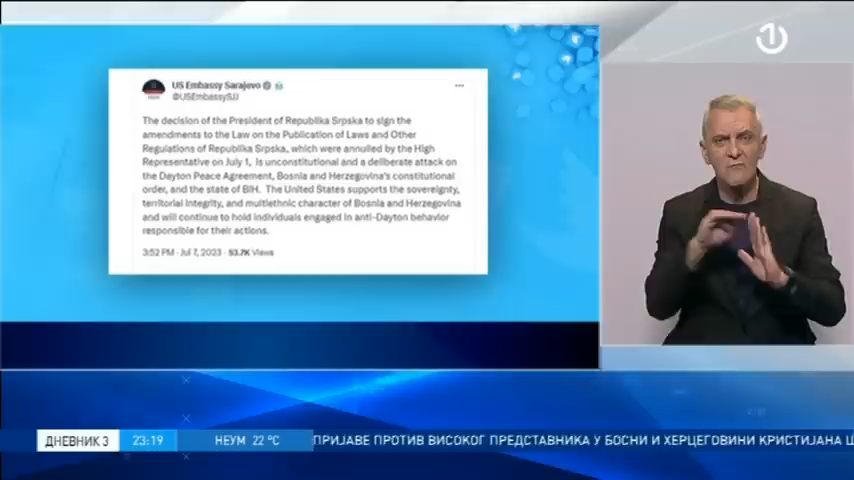 US Embassy Sarajevo
@USEmbassySJJ
The decision of the President of Republika Srpska to sign the
amendments to the Law on the Publication of Laws and Other
Regulations of Republika Srpska, which were annulled by the High
Representative on July 1, is unconstitutional and a deliberate attack on
the Dayton Peace Agreement, Bosnia and Herzegovina's constitutional
order, and the state of BIH. The United States supports the sovereignty,
territorial integrity, and multiethnic character of Bosnia and Herzegovina
and will continue to hold individuals engaged in anti-Dayton behavior
responsible for their actions.
3:52 PM · Jul 7, 2023 · 53.7K Views
ДНЕВНИК 3 23:19 НЕУМ 22 °C ПРИЈАВЕ ПРОТИВ ВИСОКОГ ПРЕДСТАВНИКА У БОСНИ И ХЕРЦЕГОВИНИ КРИСТИЈАНА Ш